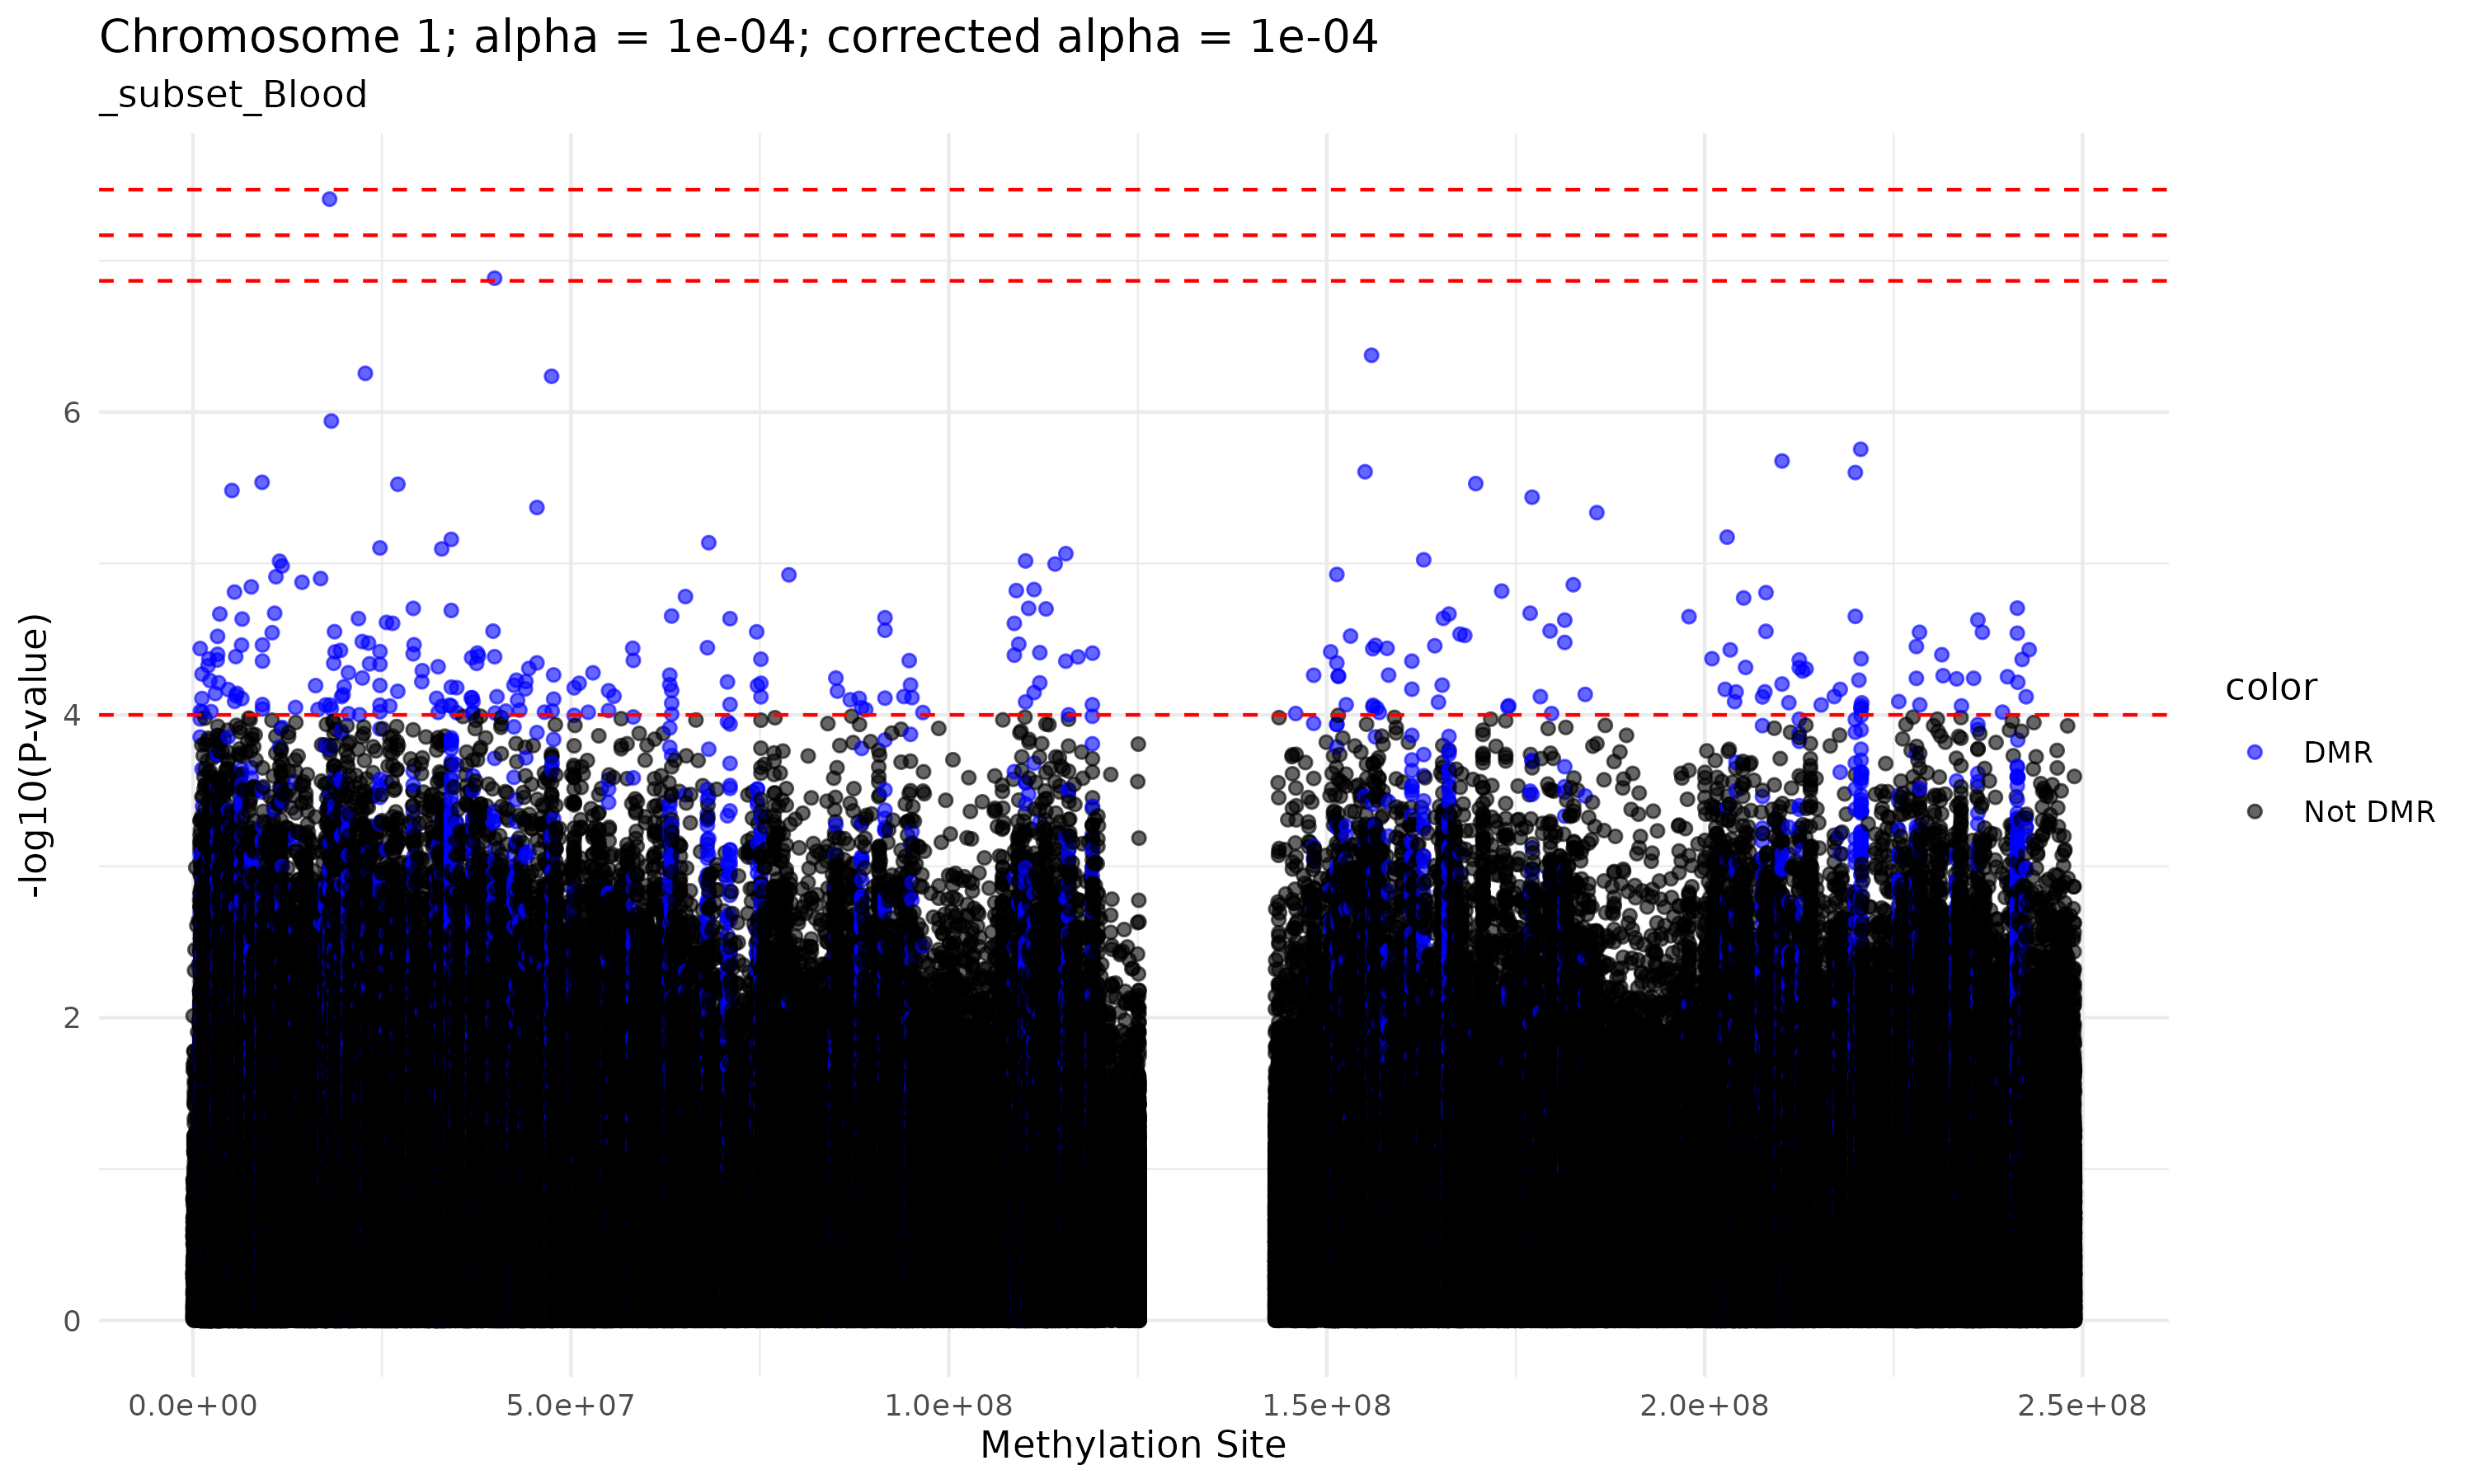 Chromosome 1; alpha = 1e-04; corrected alpha = 1e-04
_subset_Blood
-log10(P-value)
6
4
2
0
0.0e+00
5.0e+07
1.0e+08
1.5e+08
2.0e+08
2.5e+08
Methylation Site
color
DMR
Not DMR